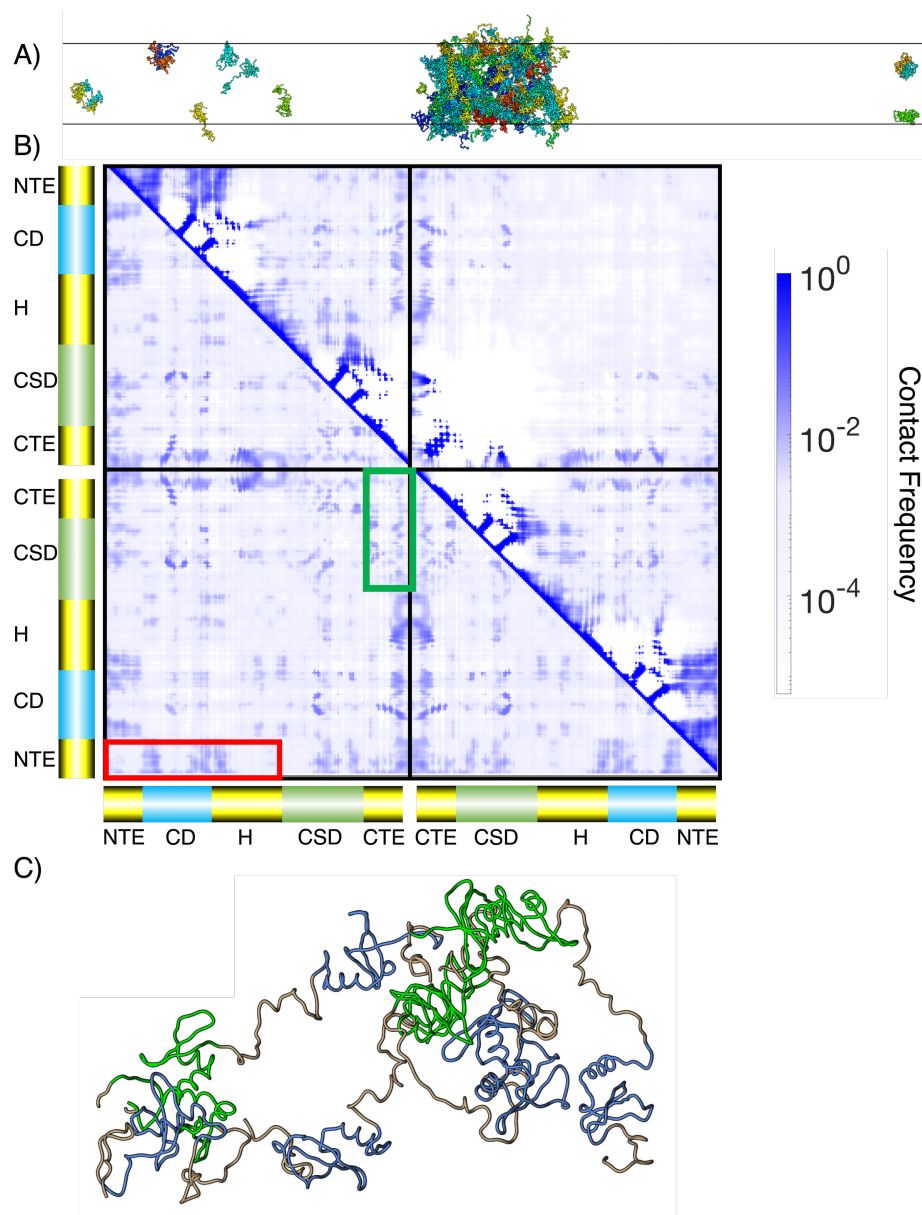 A)
B)
NTE
CD
H
CSD
CTE
CTE
CSD
H
CD
NTE
NTE CD H CSD CTE CTE CSD H CD NTE
10^0
10^-2
10^-4
Contact Frequency
C)